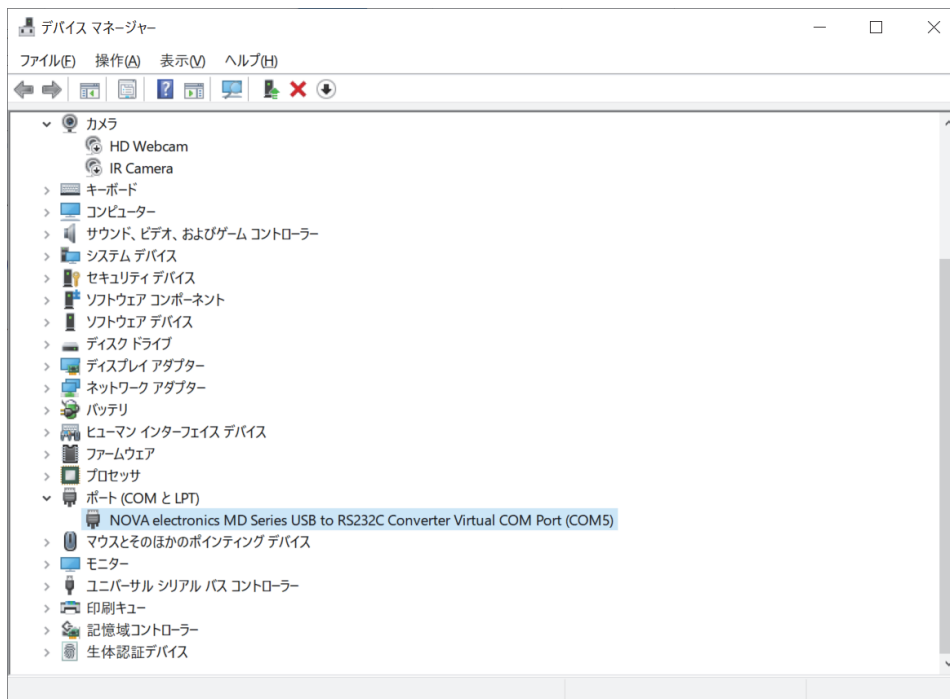 デバイス マネージャー
ファイル(F) 操作(A) 表示(V) ヘルプ(H)
カメラ
HD Webcam
IR Camera
キーボード
コンピューター
サウンド、ビデオ、およびゲーム コントローラー
システム デバイス
セキュリティ デバイス
ソフトウェア コンポーネント
ソフトウェア デバイス
ディスク ドライブ
ディスプレイ アダプター
ネットワーク アダプター
バッテリ
ヒューマン インターフェイス デバイス
ファームウェア
プロセッサ
ポート (COM と LPT)
NOVA electronics MD Series USB to RS232C Converter Virtual COM Port (COM5)
マウスとそのほかのポインティング デバイス
モニター
ユニバーサル シリアル バス コントローラー
印刷キュー
記憶域コントローラー
生体認証デバイス